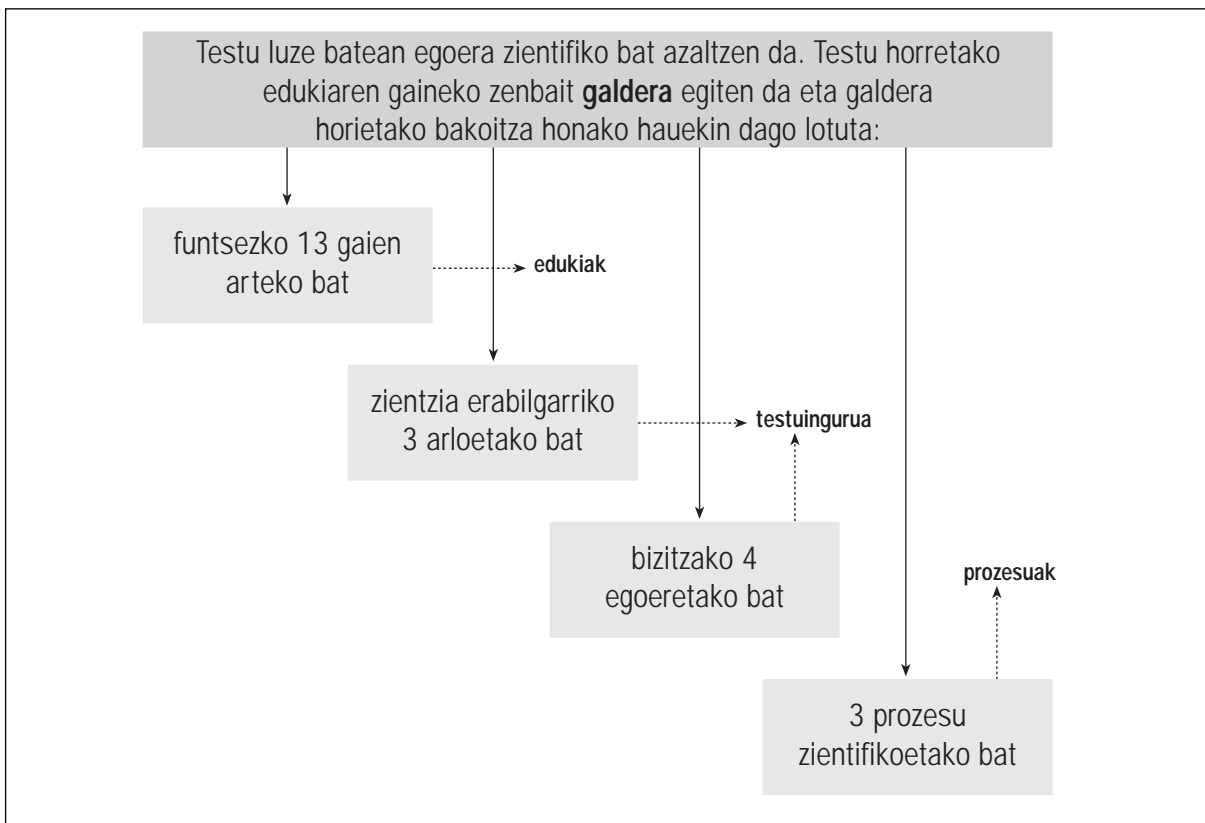 Testu luze batean egoera zientifiko bat azaltzen da. Testu horretako
edukiaren gaineko zenbait galdera egiten da eta galdera
horietako bakoitza honako hauekin dago lotuta:
funtsezko 13 gaien
arteko bat
edukiak
zientzia erabilgarriko
3 arloetako bat
testuingurua
bizitzako 4
egoeretako bat
prozesuak
3 prozesu
zientifikoetako bat